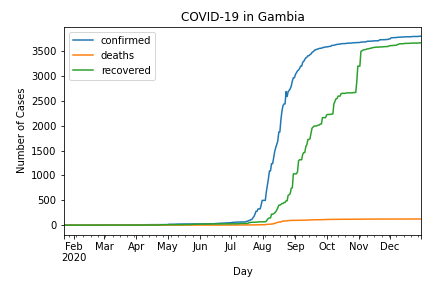 COVID-19 in Gambia
confirmed
deaths
recovered
Number of Cases
3500
3000
2500
2000
1500
1000
500
0
Feb Mar Apr May Jun Jul Aug Sep Oct Nov Dec
2020
Day